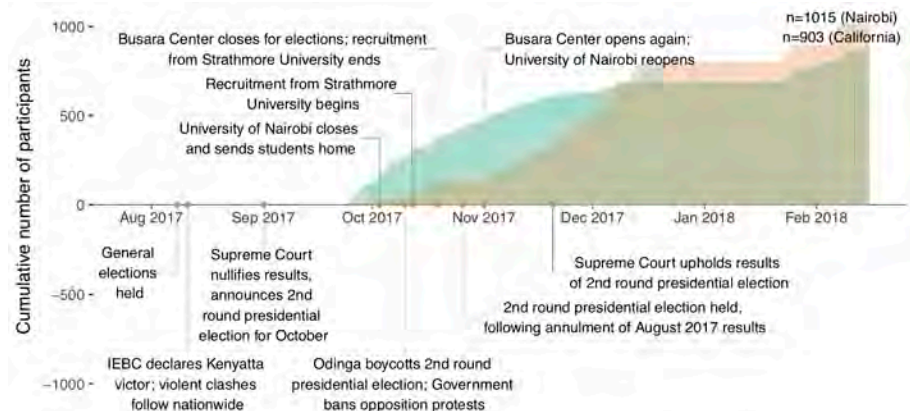 n=1015 (Nairobi)
n=903 (California)
Cumulative number of participants
1000
500
0
−500
−1000
Busara Center closes for elections; recruitment
from Strathmore University ends
Busara Center opens again;
University of Nairobi reopens
Recruitment from Strathmore
University begins
University of Nairobi closes
and sends students home
Aug 2017
Sep 2017
Oct 2017
Nov 2017
Dec 2017
Jan 2018
Feb 2018
General
elections
held
Supreme Court
nullifies results,
announces 2nd
round presidential
election for October
Supreme Court upholds results
of 2nd round presidential election
2nd round presidential election held,
following annulment of August 2017 results
IEBC declares Kenyatta
victor; violent clashes
follow nationwide
Odinga boycotts 2nd round
presidential election; Government
bans opposition protests